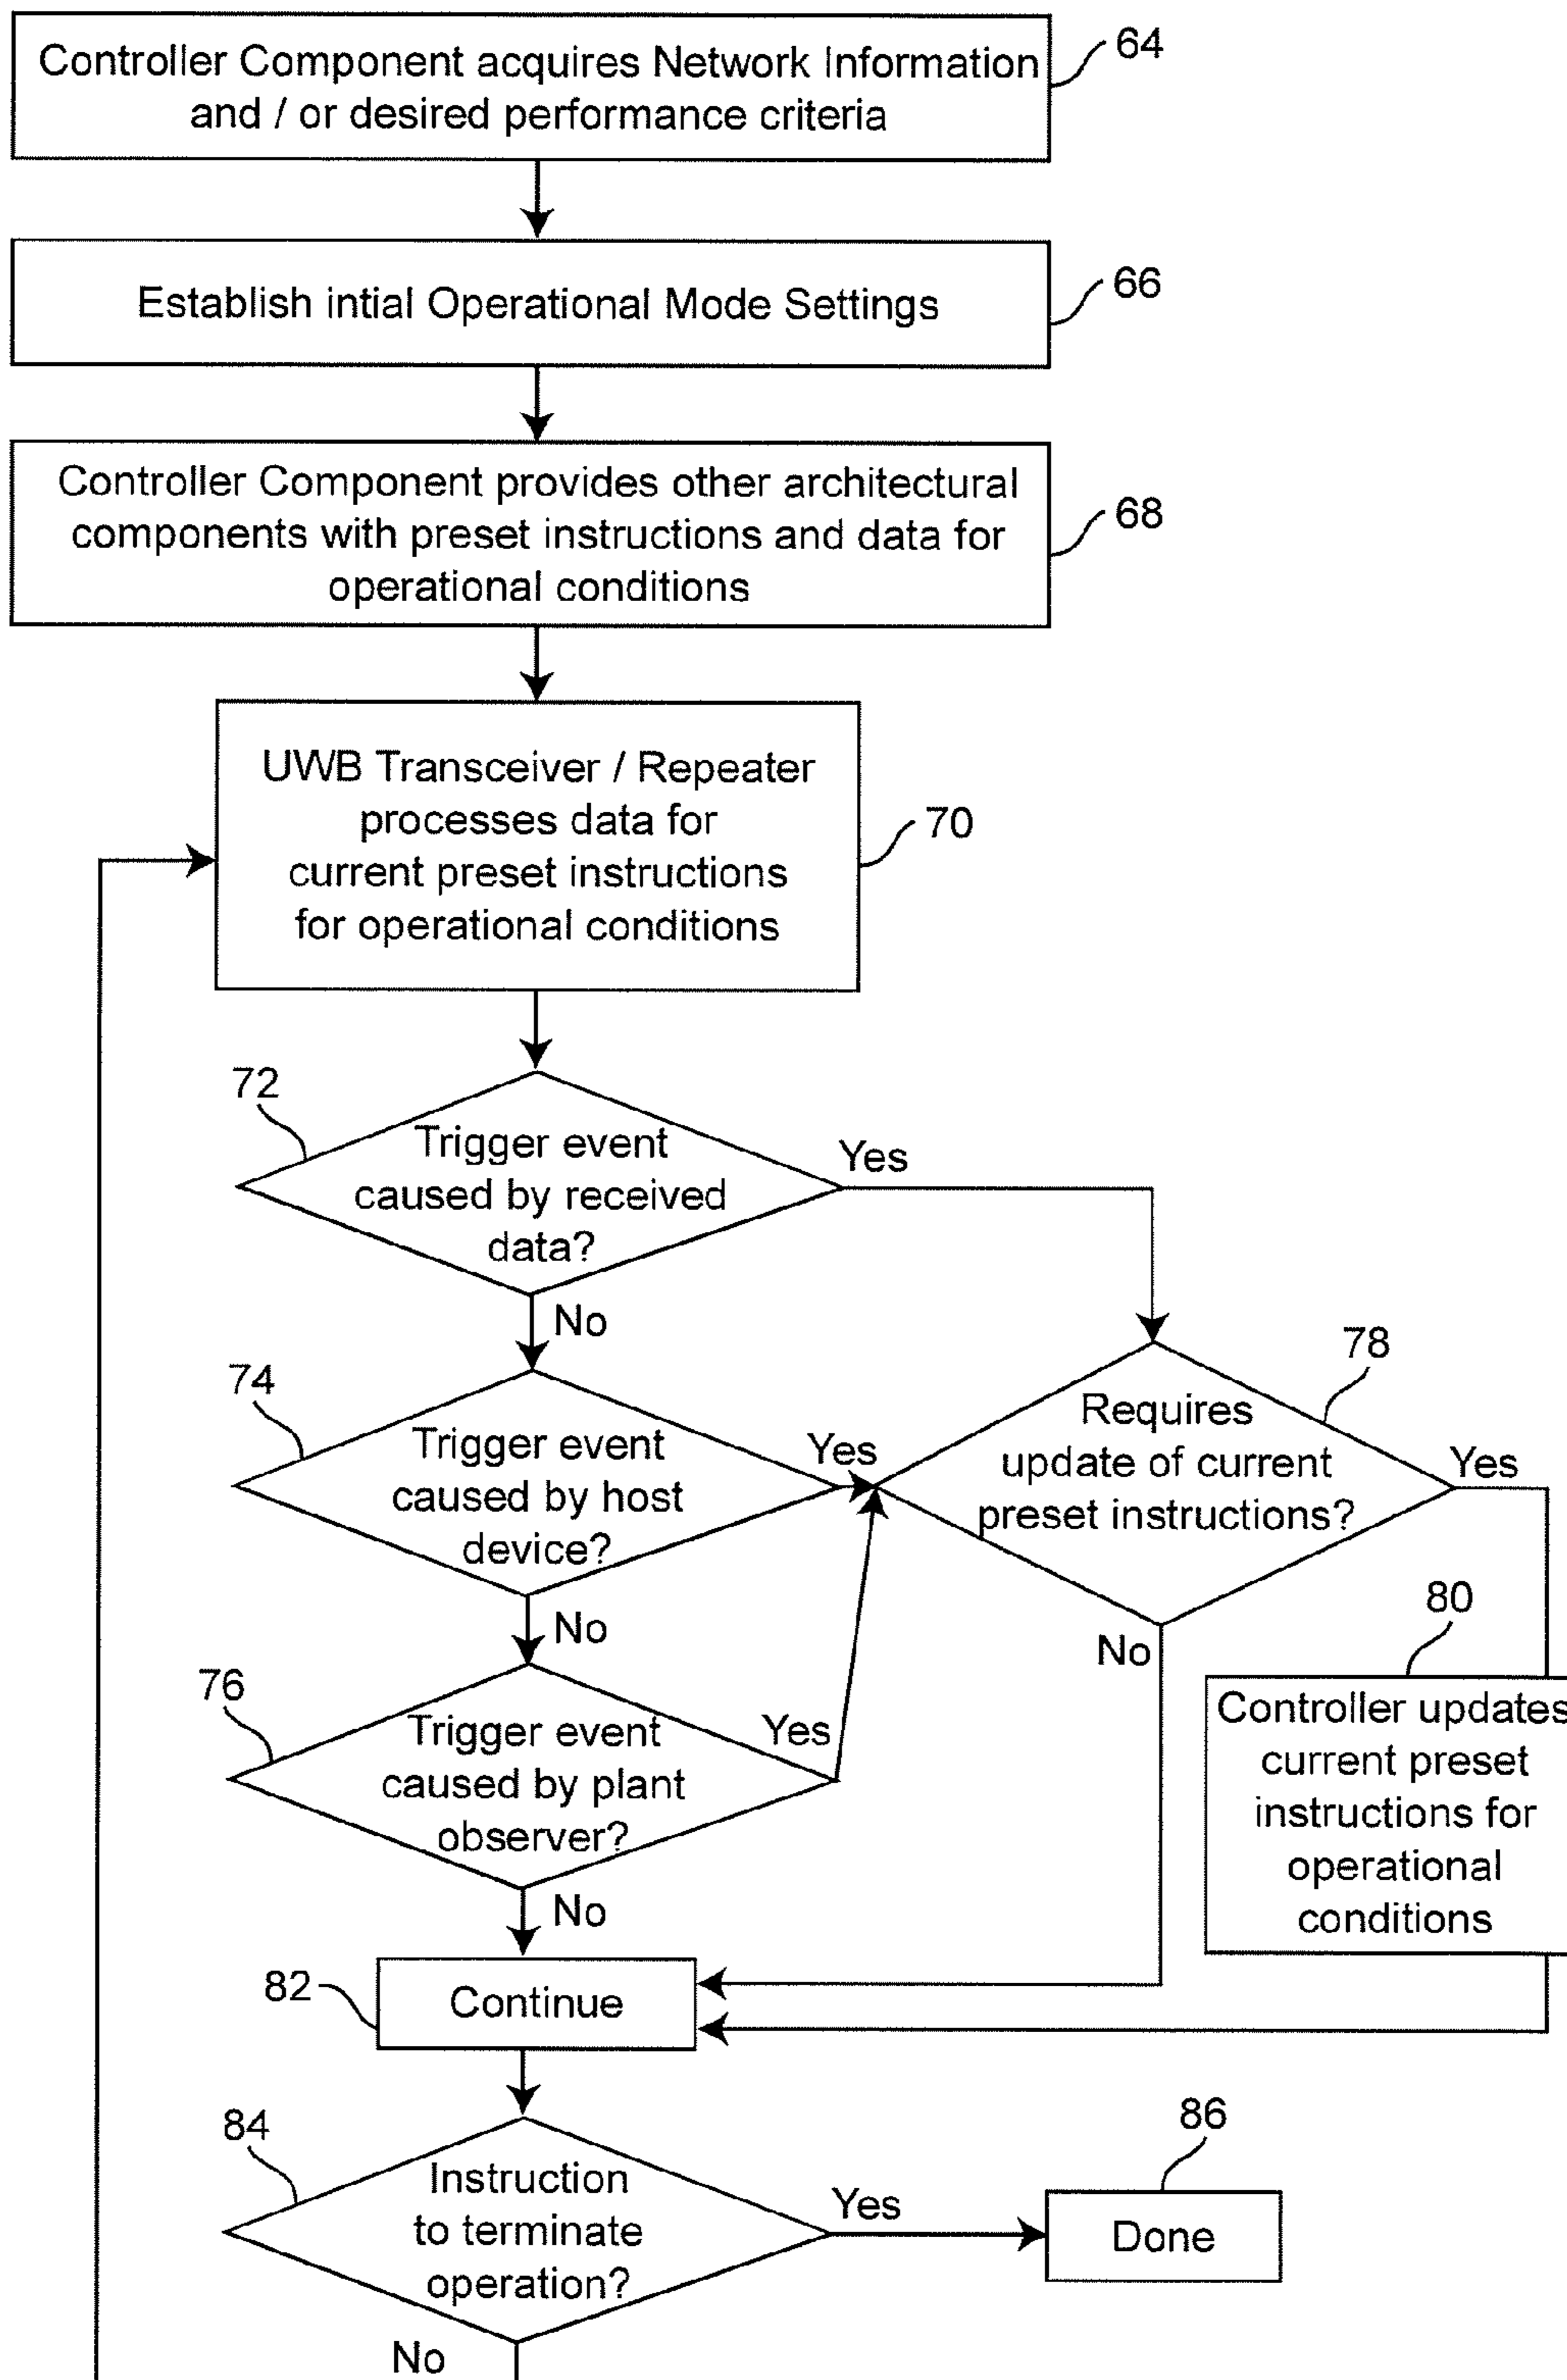 Controller Component acquires Network Information
and / or desired performance criteria
64
Establish intial Operational Mode Settings
66
Controller Component provides other architectural
components with preset instructions and data for
operational conditions
68
UWB Transceiver / Repeater
processes data for
current preset instructions
for operational conditions
70
72
Trigger event
caused by received
data?
Yes
No
74
Trigger event
caused by host
device?
Yes
No
78
Requires
update of current
preset instructions?
Yes
No
76
Trigger event
caused by plant
observer?
Yes
No
80
Controller updates
current preset
instructions for
operational
conditions
82
Continue
84
Instruction
to terminate
operation?
Yes
No
86
Done